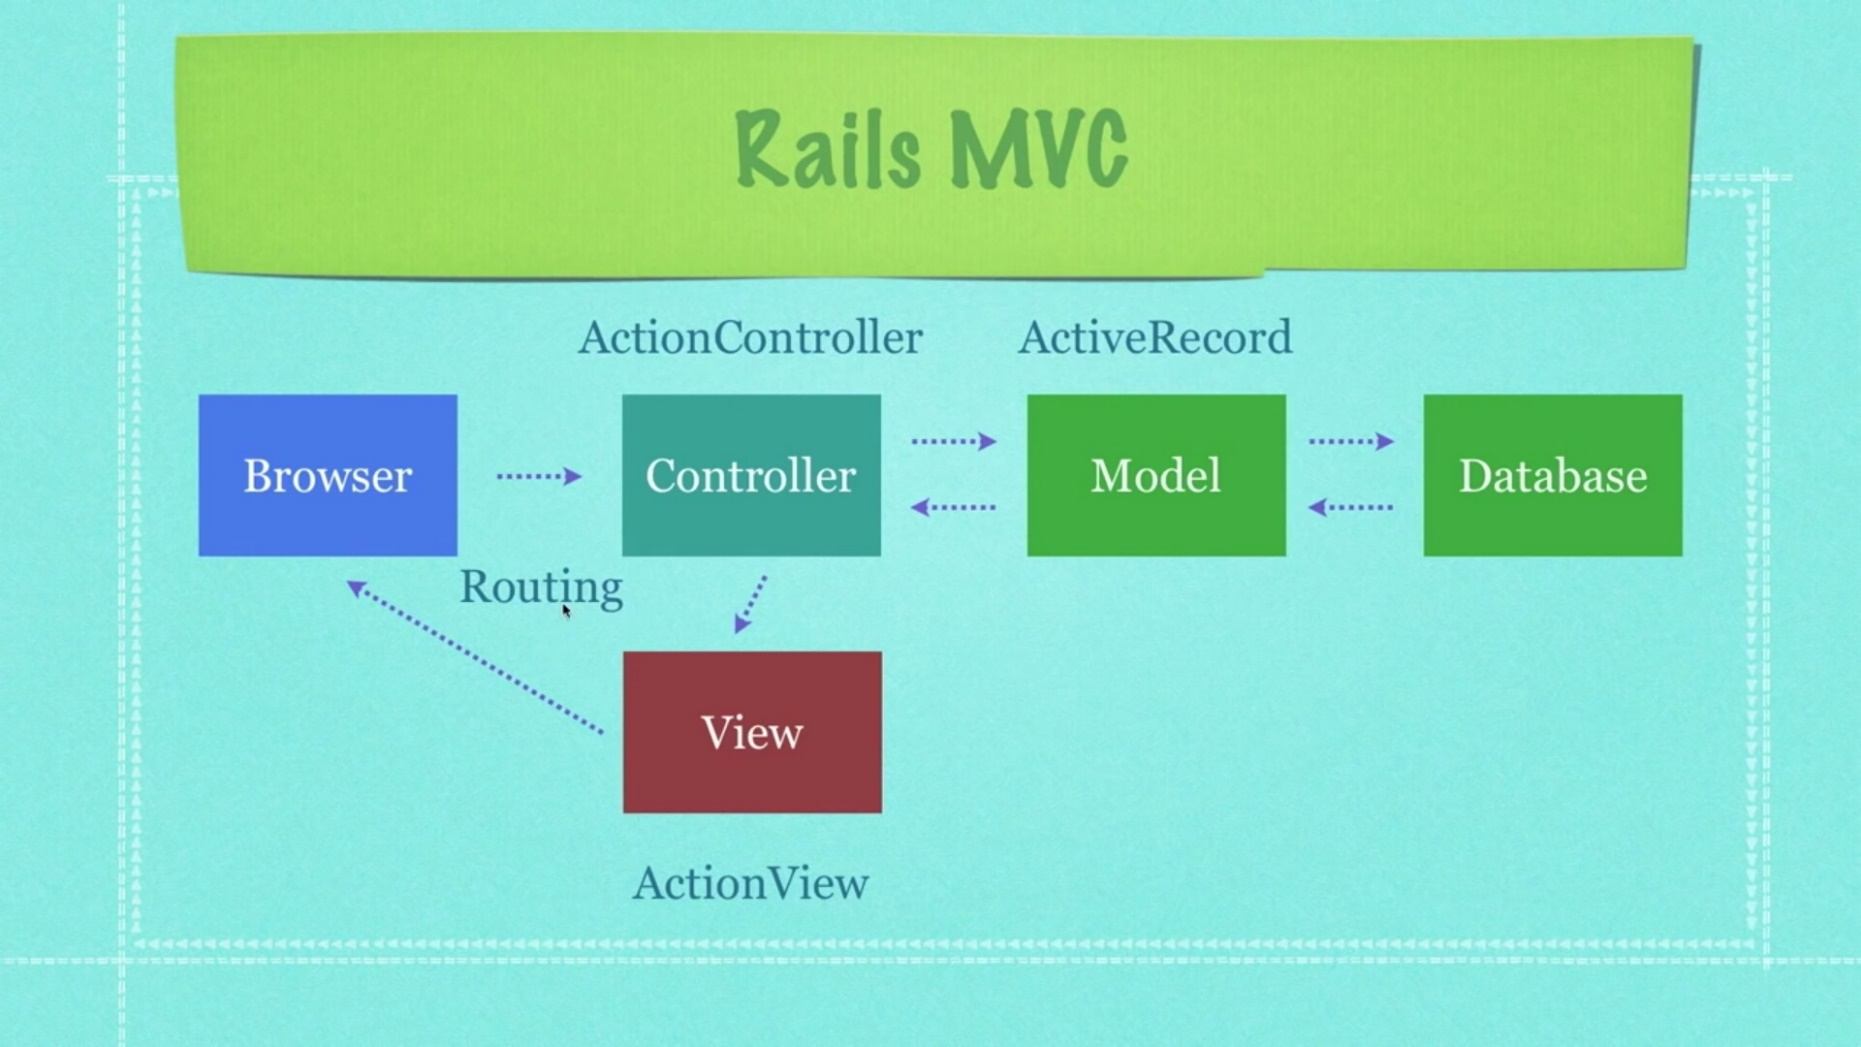 Rails MVC
ActionController
ActiveRecord
Browser
Controller
Model
Database
Routing
View
ActionView